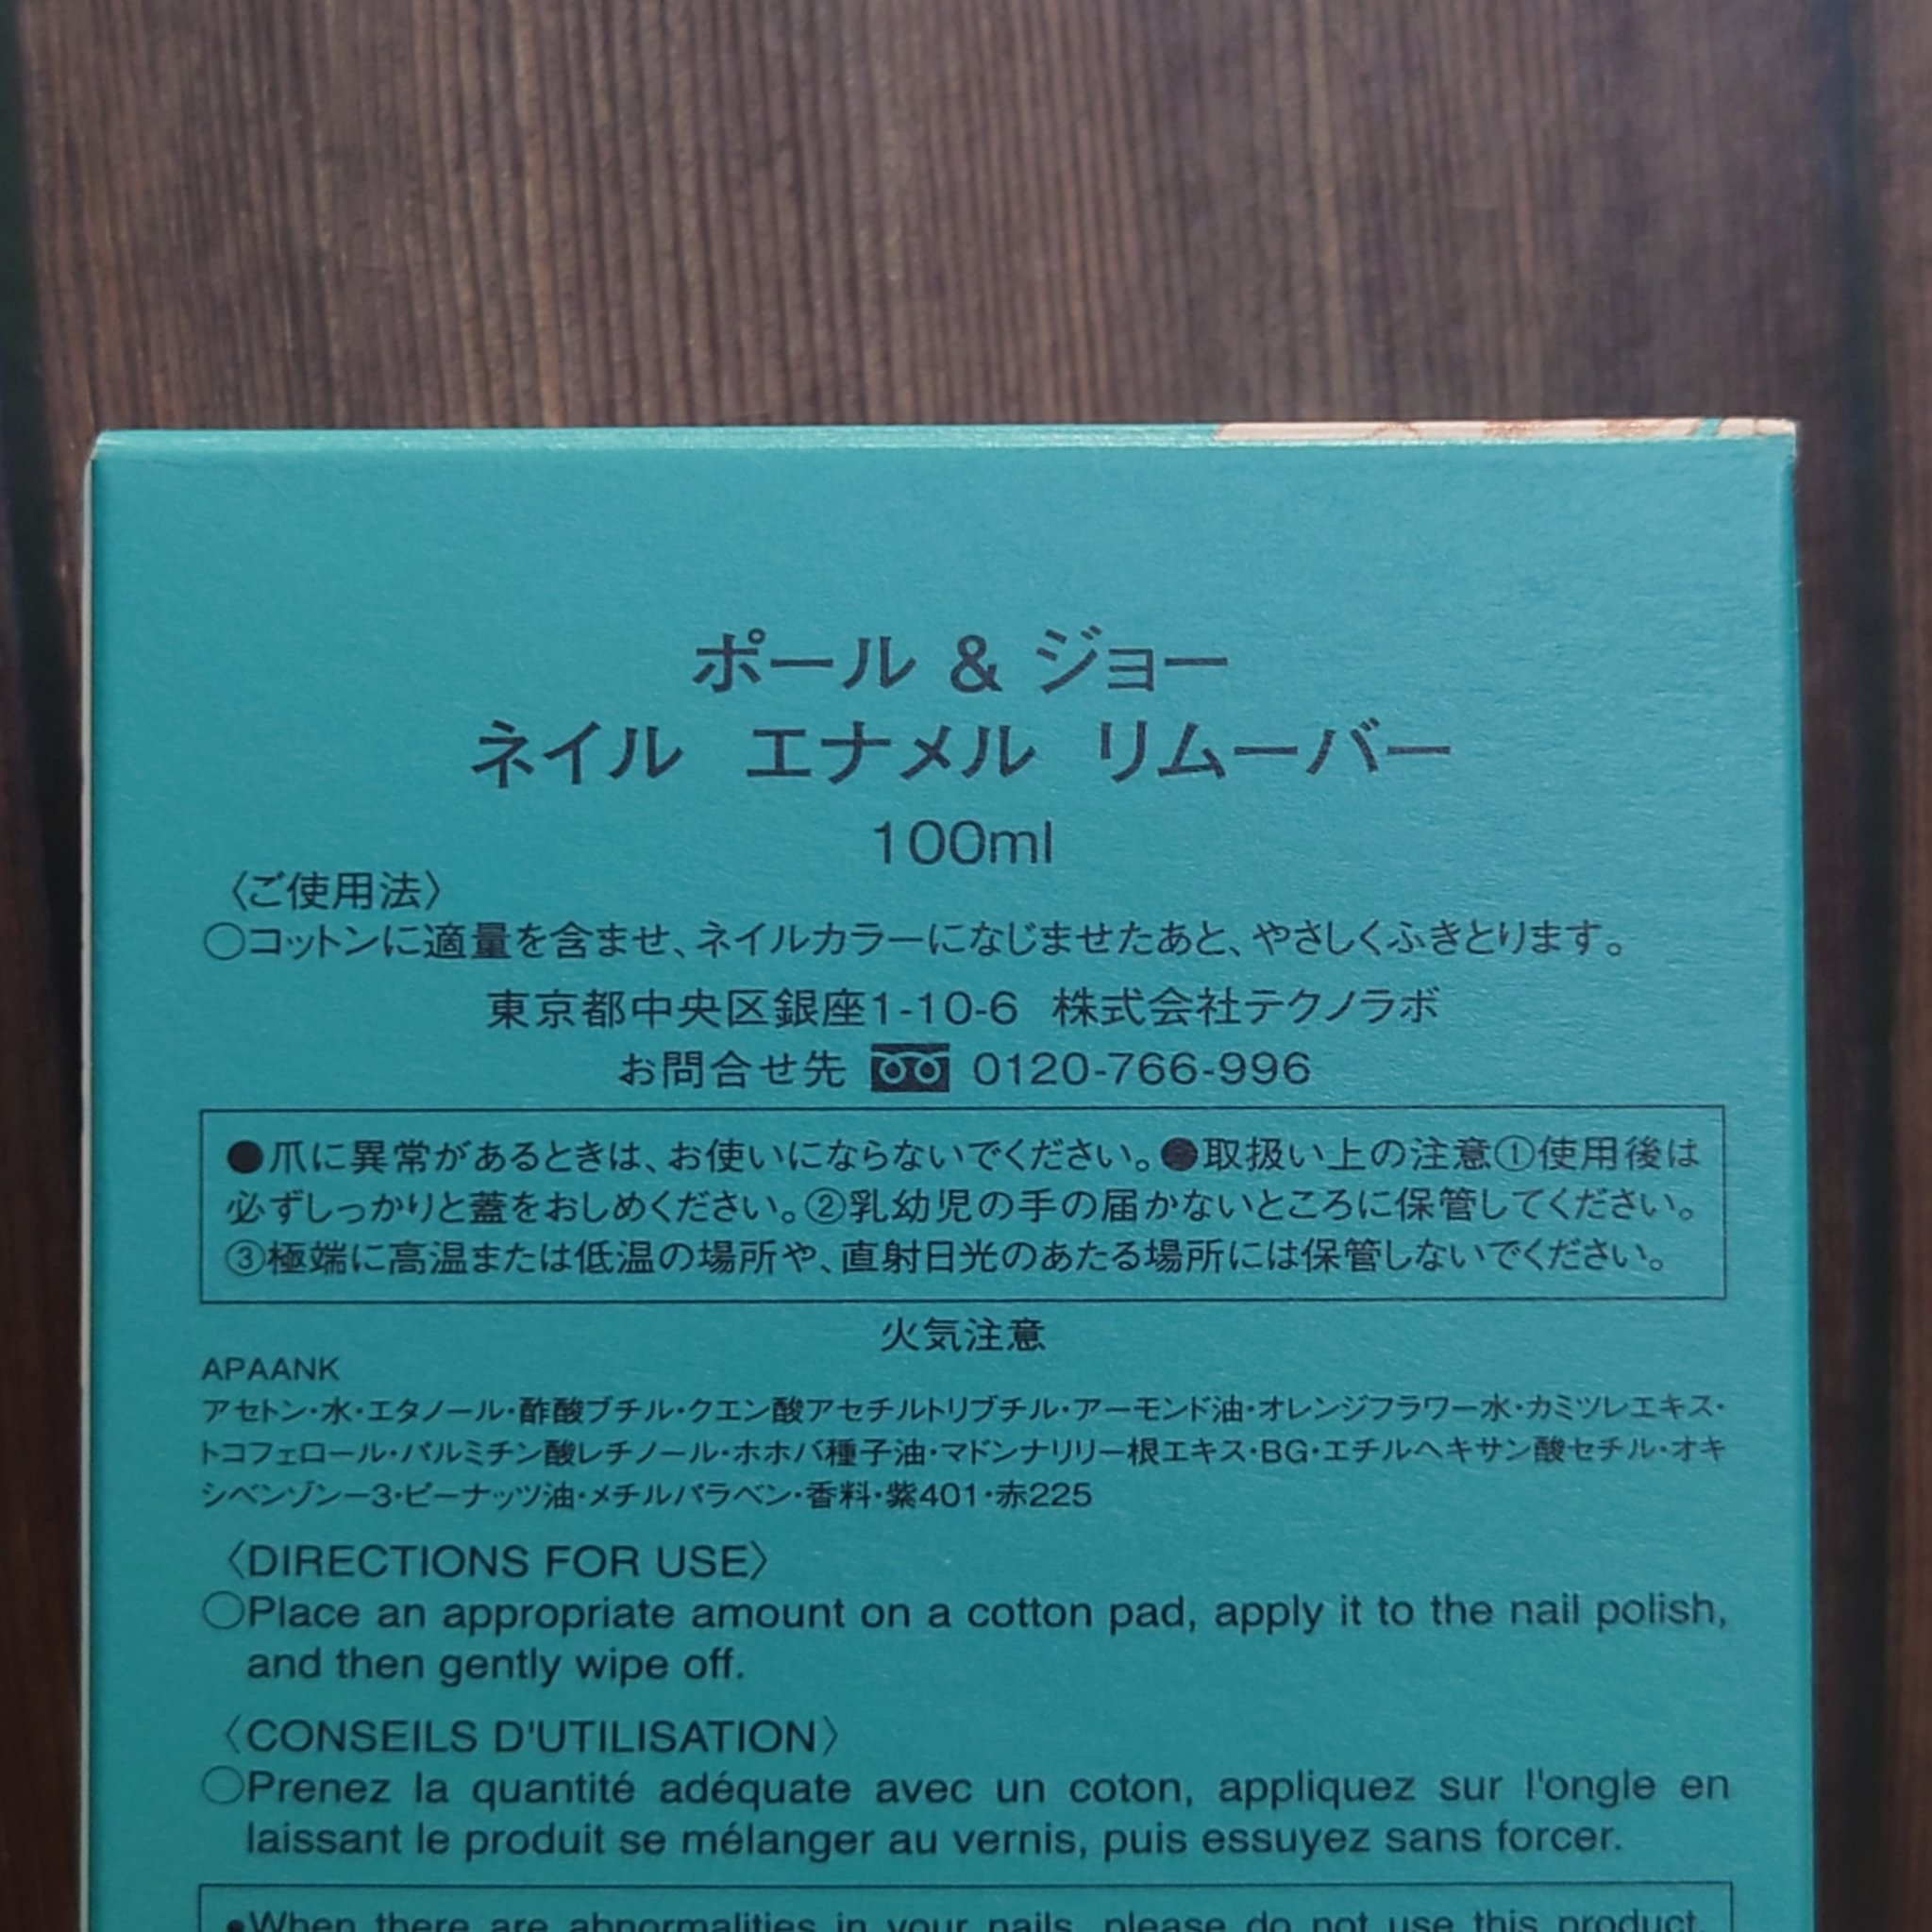 ポール & ジョー
ネイル エナメル リムーバー
100ml
〈ご使用法〉
○コットンに適量を含ませ、ネイルカラーになじませたあと、やさしくふきとります。
東京都中央区銀座1-10-6 株式会社テクノラボ
お問合せ先 0120-766-996
●爪に異常があるときは、お使いにならないでください。●取扱い上の注意①使用後は
必ずしっかりと蓋をおしめください。②乳幼児の手の届かないところに保管してください。
③極端に高温または低温の場所や、直射日光のあたる場所には保管しないでください。
火気注意
APAANK
アセトン・水・エタノール・酢酸ブチル・クエン酸アセチルトリブチル・アーモンド油・オレンジフラワー水・カミツレエキス・
トコフェロール・パルミチン酸レチノール・ホホバ種子油・マドンナリリー根エキス・BG・エチルヘキサン酸セチル・オキ
シベンゾン－3・ピーナッツ油・メチルパラベン・香料・紫401・赤225
〈DIRECTIONS FOR USE〉
○Place an appropriate amount on a cotton pad, apply it to the nail polish,
and then gently wipe off.
〈CONSEILS D'UTILISATION〉
○Prenez la quantité adéquate avec un coton, appliquez sur l'ongle en
laissant le produit se mélanger au vernis, puis essuyez sans forcer.
●When there are abnormalities in your nails, please do not use this product.